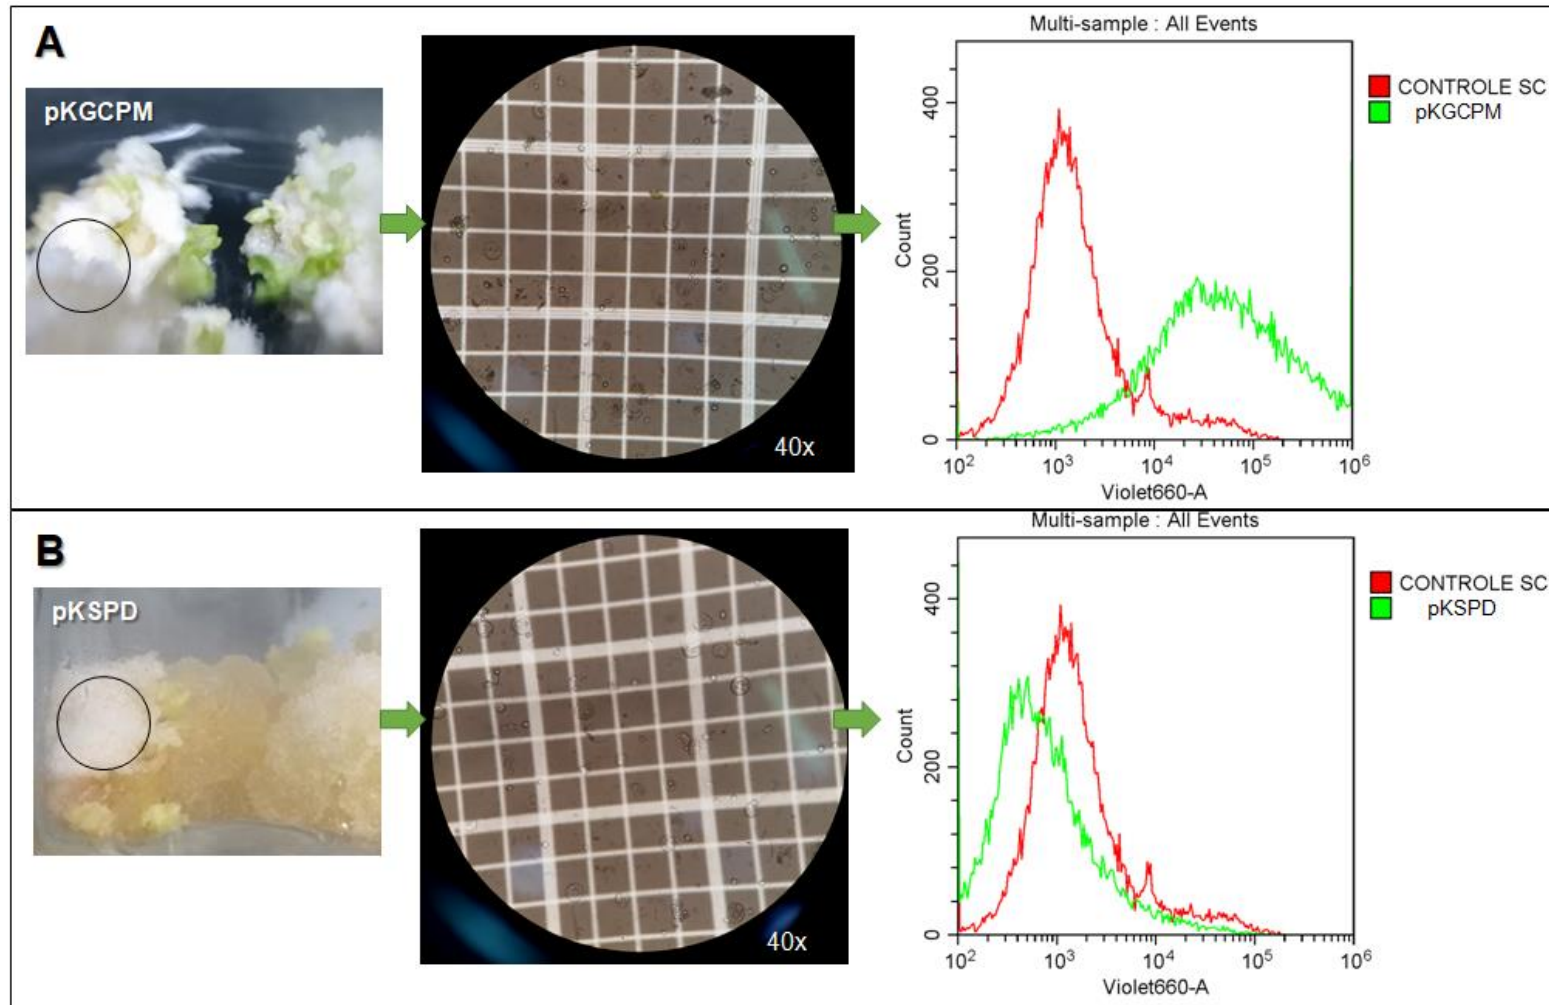 A
pKGCPM
40x
Multi-sample : All Events
Count
400
200
0
10² 10³ 10⁴ 10⁵ 10⁶
Violet660-A
CONTROLE SC
pKGCPM
B
pKSPD
40x
Multi-sample : All Events
Count
400
200
0
10² 10³ 10⁴ 10⁵ 10⁶
Violet660-A
CONTROLE SC
pKSPD